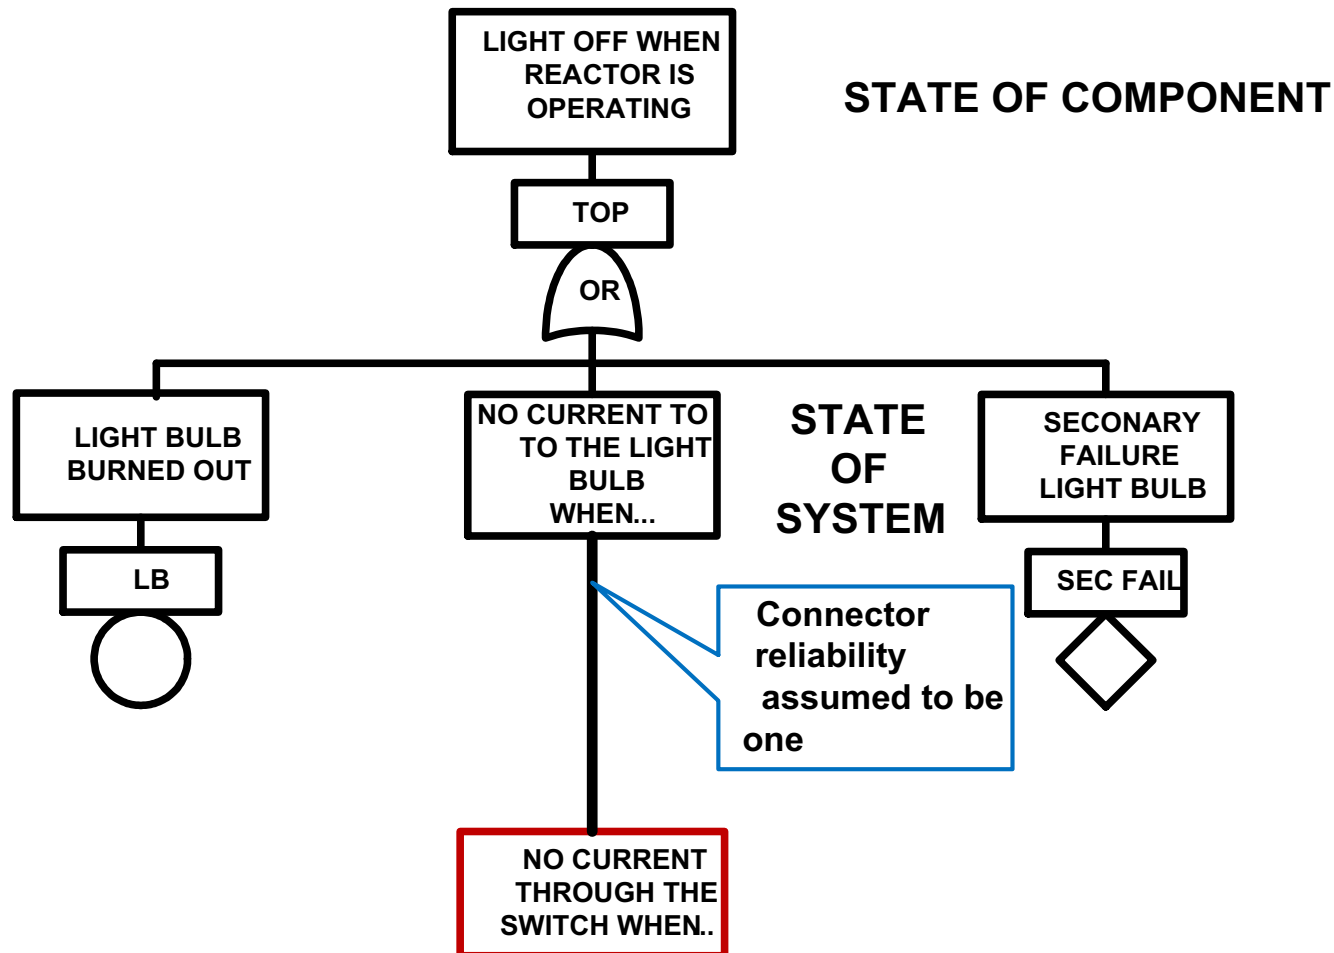 LIGHT OFF WHEN
REACTOR IS
OPERATING
STATE OF COMPONENT
TOP
OR
LIGHT BULB
BURNED OUT
LB
NO CURRENT TO
TO THE LIGHT
BULB
WHEN...
STATE
OF
SYSTEM
SECONARY
FAILURE
LIGHT BULB
SEC FAIL
Connector
reliability
assumed to be
one
NO CURRENT
THROUGH THE
SWITCH WHEN..